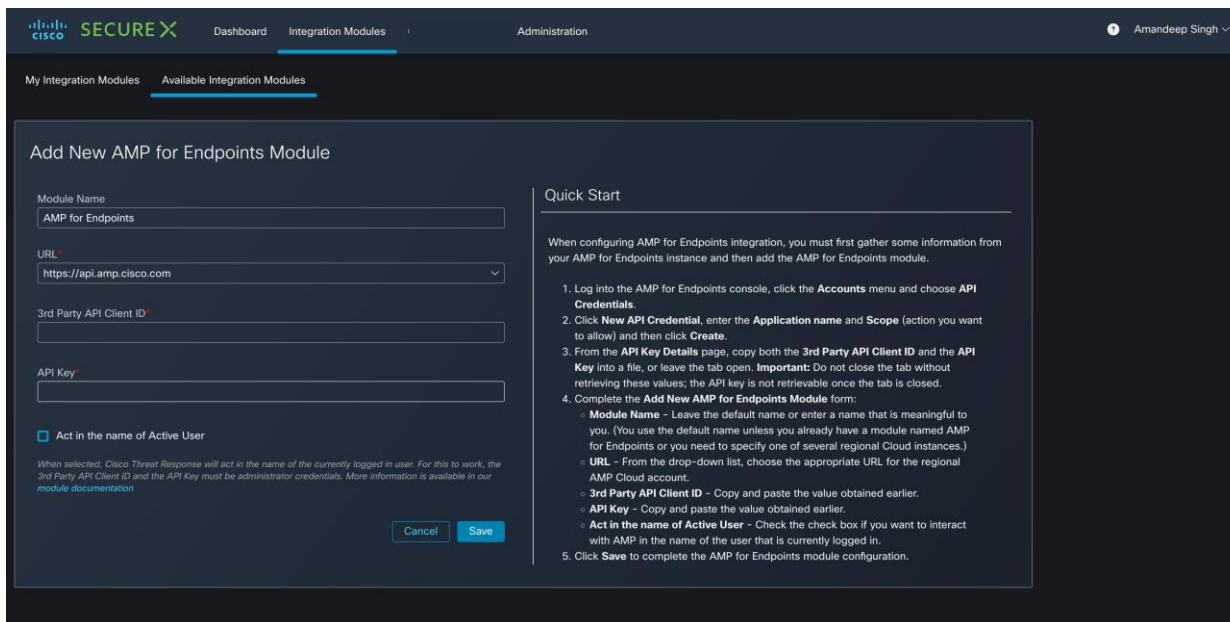 cisco SECURE X Dashboard Integration Modules Administration ? Amandeep Singh
My Integration Modules Available Integration Modules
Add New AMP for Endpoints Module
Module Name
AMP for Endpoints
URL*
https://api.amp.cisco.com
3rd Party API Client ID*
API Key*
Act in the name of Active User
When selected, Cisco Threat Response will act in the name of the currently logged in user. For this to work, the
3rd Party API Client ID and the API Key must be administrator credentials. More information is available in our
module documentation
Cancel Save
Quick Start
When configuring AMP for Endpoints integration, you must first gather some information from
your AMP for Endpoints instance and then add the AMP for Endpoints module.
1. Log into the AMP for Endpoints console, click the Accounts menu and choose API
Credentials.
2. Click New API Credential, enter the Application name and Scope (action you want
to allow) and then click Create.
3. From the API Key Details page, copy both the 3rd Party API Client ID and the API
Key into a file, or leave the tab open. Important: Do not close the tab without
retrieving these values; the API key is not retrievable once the tab is closed.
4. Complete the Add New AMP for Endpoints Module form:
Module Name - Leave the default name or enter a name that is meaningful to
you. (You use the default name unless you already have a module named AMP
for Endpoints or you need to specify one of several regional Cloud instances.)
URL - From the drop-down list, choose the appropriate URL for the regional
AMP Cloud account.
3rd Party API Client ID - Copy and paste the value obtained earlier.
API Key - Copy and paste the value obtained earlier.
Act in the name of Active User - Check the check box if you want to interact
with AMP in the name of the user that is currently logged in.
5. Click Save to complete the AMP for Endpoints module configuration.